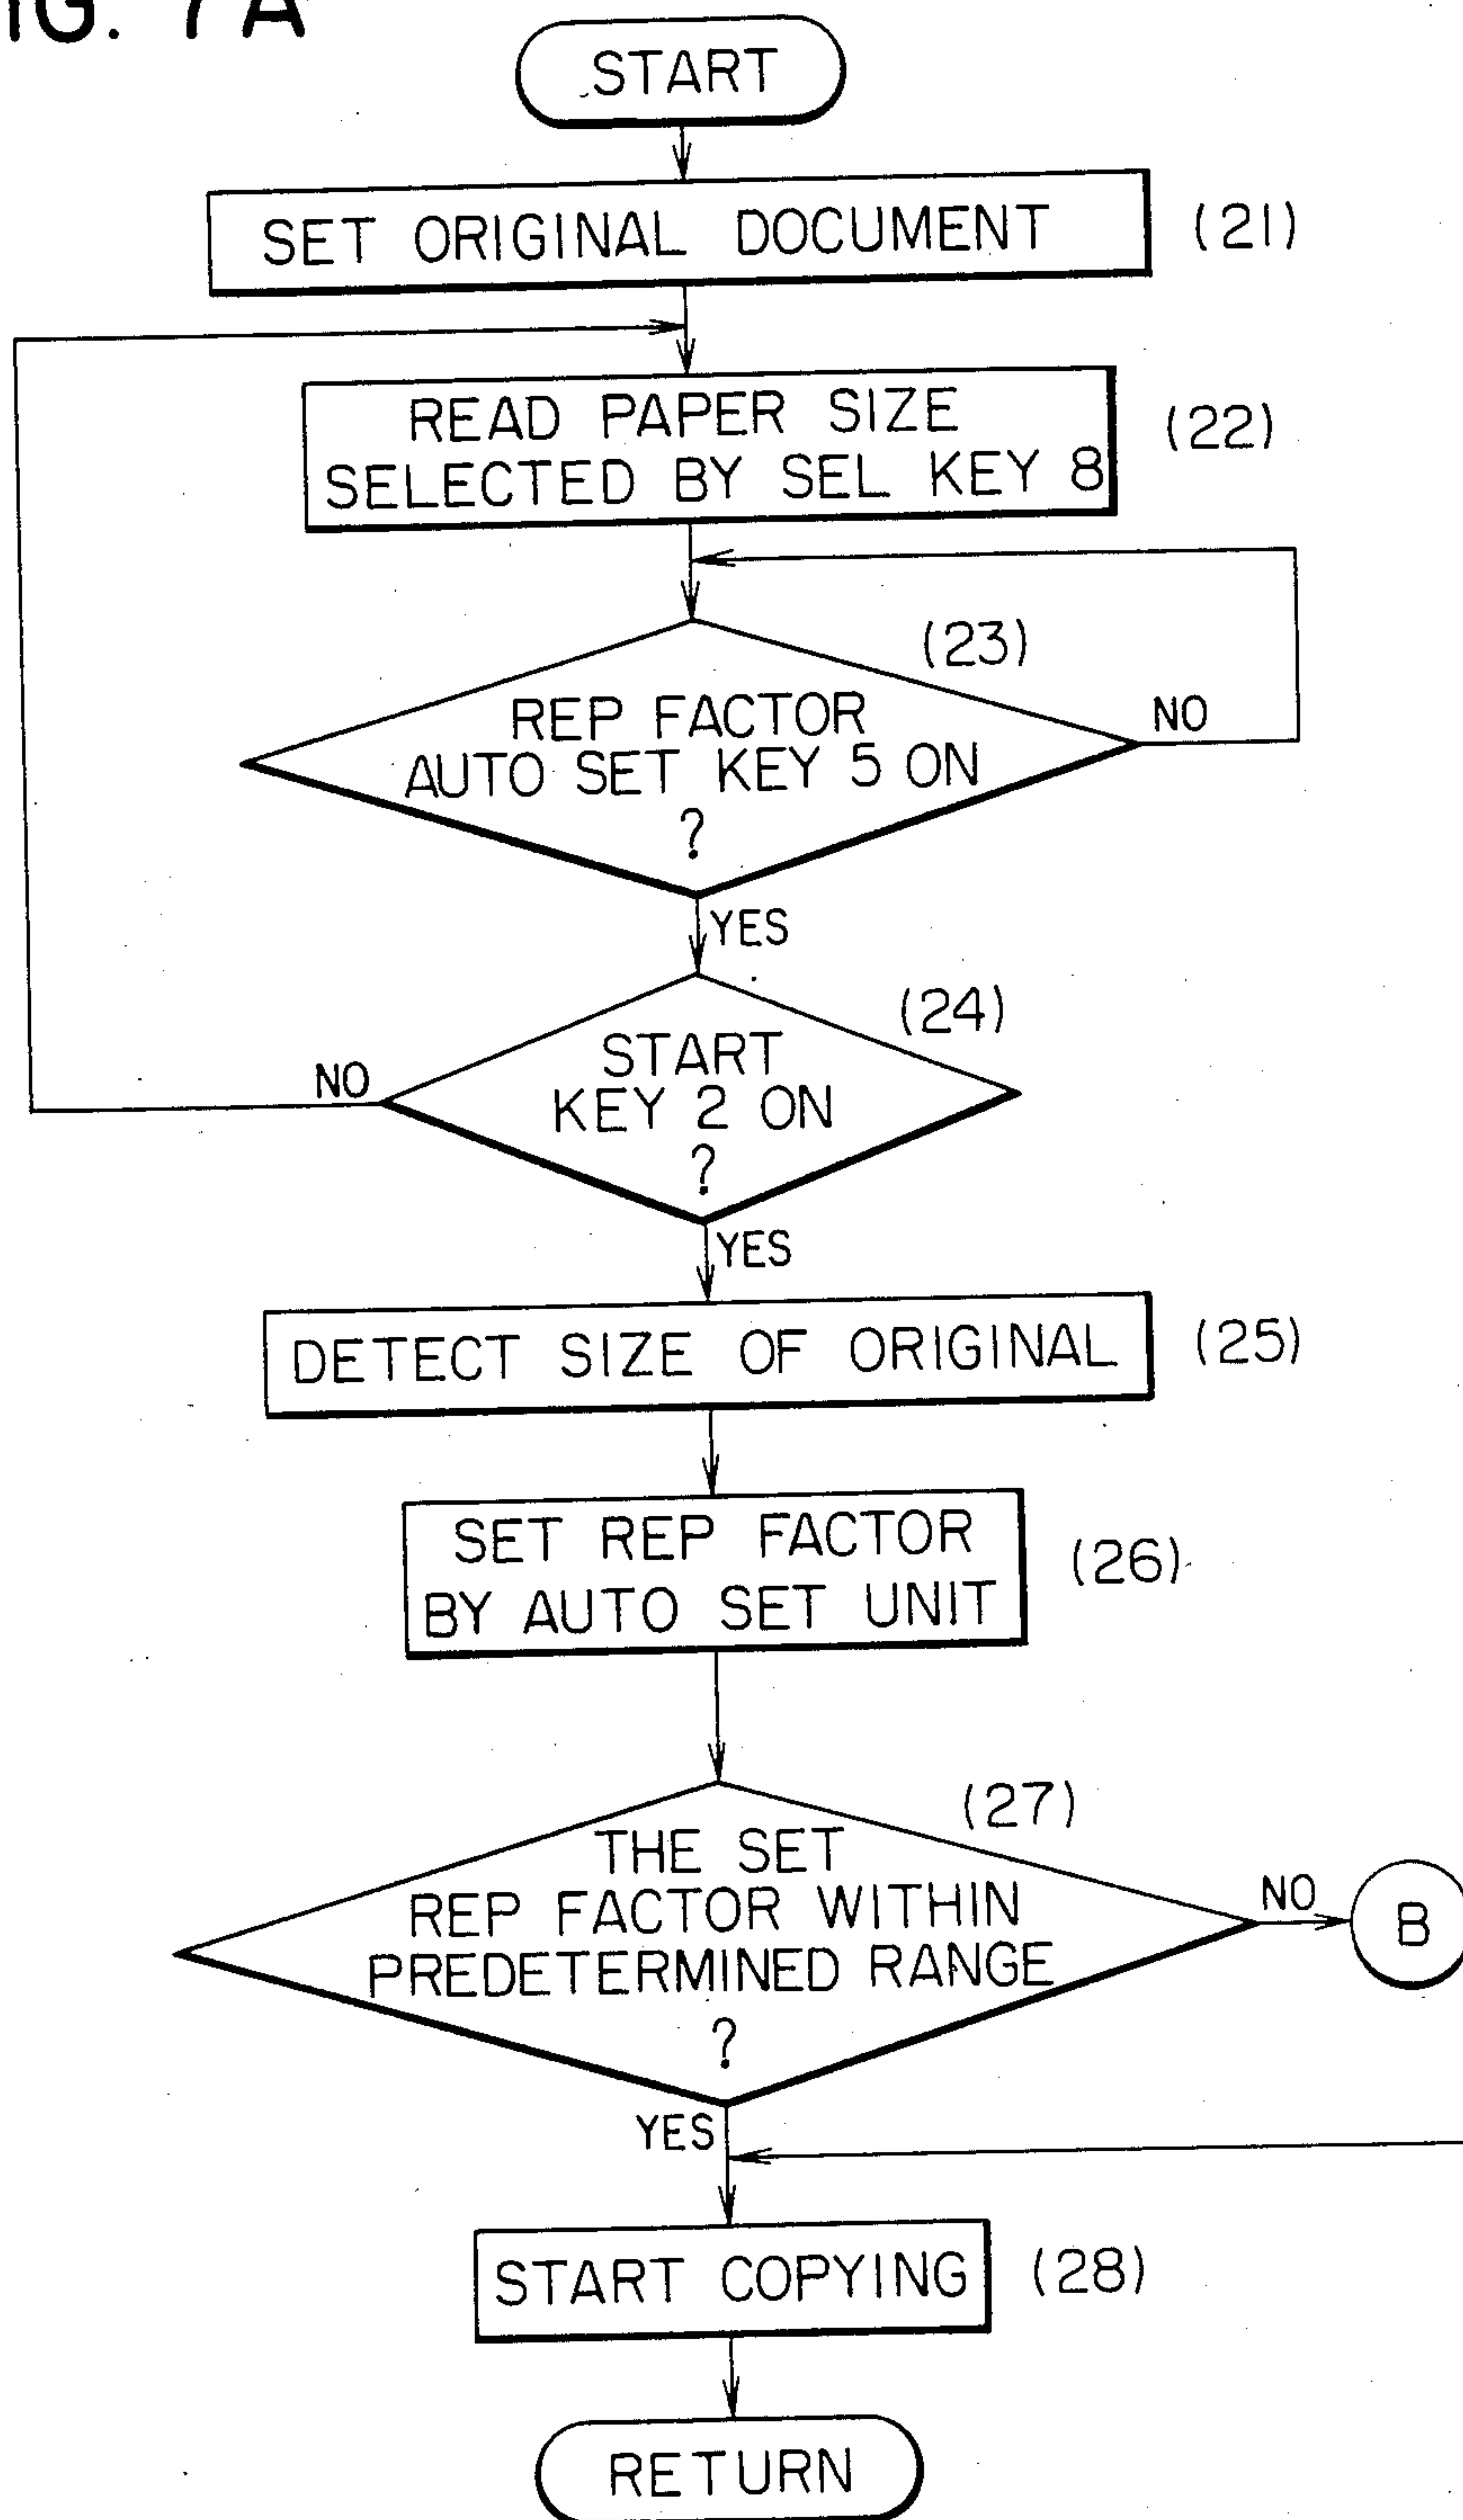 IG. 7A
START
SET ORIGINAL DOCUMENT (21)
READ PAPER SIZE
SELECTED BY SEL KEY 8
(22)
(23)
REP FACTOR
AUTO SET KEY 5 ON
?
NO
YES
(24)
START
KEY 2 ON
?
NO
YES
DETECT SIZE OF ORIGINAL (25)
SET REP FACTOR
BY AUTO SET UNIT
(26)
(27)
THE SET
REP FACTOR WITHIN
PREDETERMINED RANGE
?
NO
B
YES
START COPYING (28)
RETURN